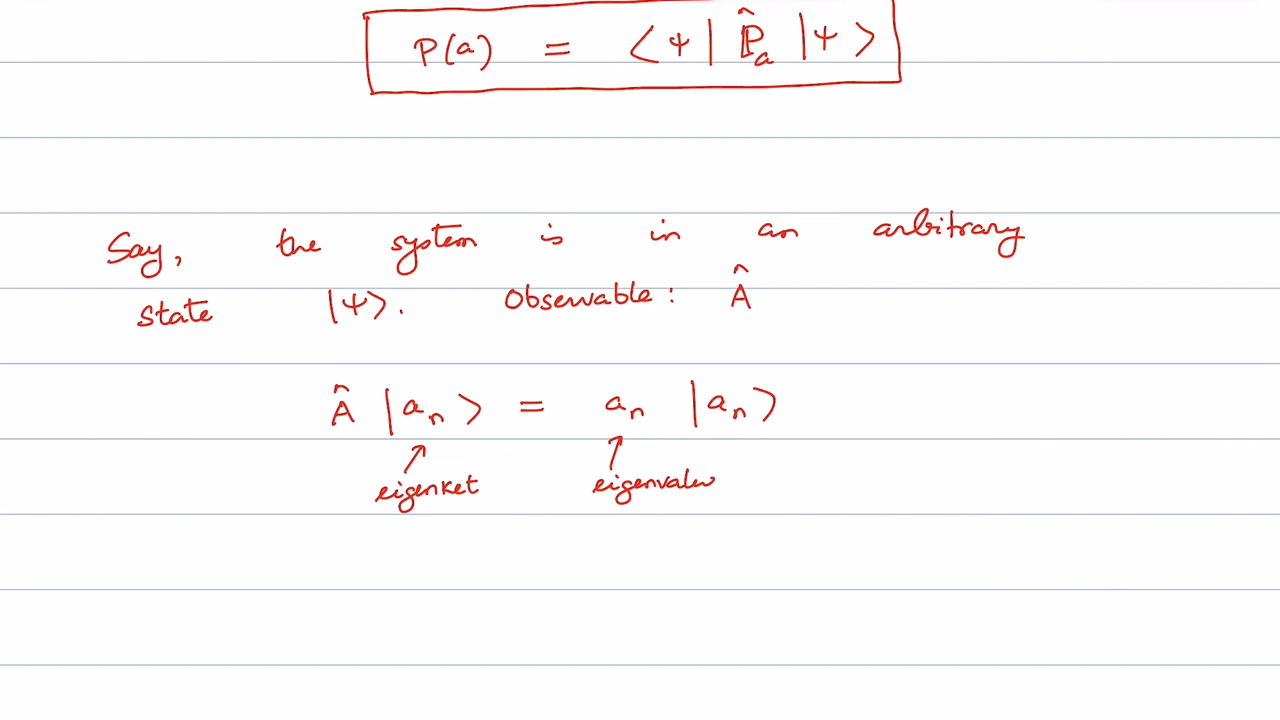 P(a) = ⟨ψ| P̂ₐ |ψ⟩
Say, the system is in an arbitrary
state |ψ⟩. Observable: Â
Â |aₙ⟩ = aₙ |aₙ⟩
eigenket eigenvalue